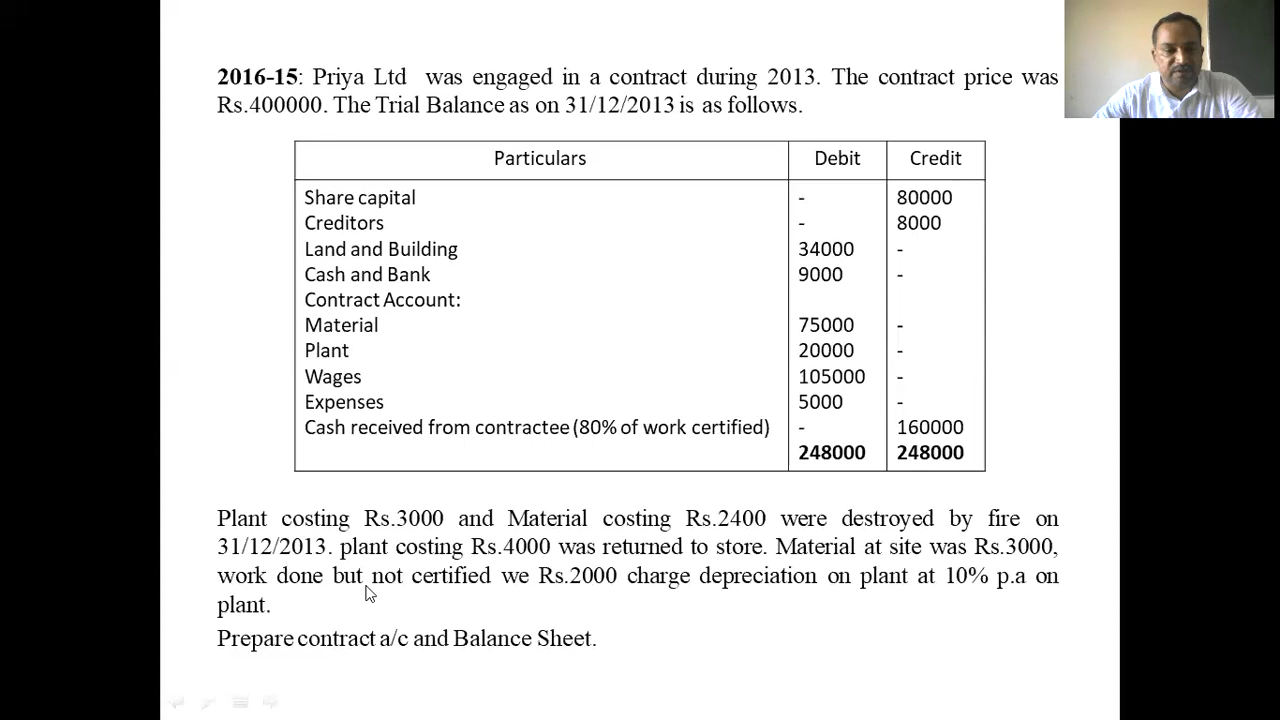 2016-15: Priya Ltd was engaged in a contract during 2013. The contract price was
Rs.400000. The Trial Balance as on 31/12/2013 is as follows.
Particulars Debit Credit
Share capital - 80000
Creditors - 8000
Land and Building 34000 -
Cash and Bank 9000 -
Contract Account:
Material 75000 -
Plant 20000 -
Wages 105000 -
Expenses 5000 -
Cash received from contractee (80% of work certified) - 160000
248000 248000
Plant costing Rs.3000 and Material costing Rs.2400 were destroyed by fire on
31/12/2013. plant costing Rs.4000 was returned to store. Material at site was Rs.3000,
work done but not certified we Rs.2000 charge depreciation on plant at 10% p.a on
plant.
Prepare contract a/c and Balance Sheet.